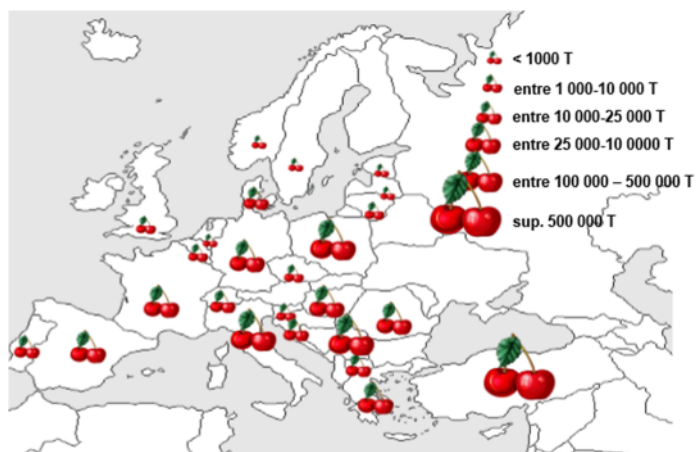 < 1000 T
entre 1 000-10 000 T
entre 10 000-25 000 T
entre 25 000-10 0000 T
entre 100 000 – 500 000 T
sup. 500 000 T